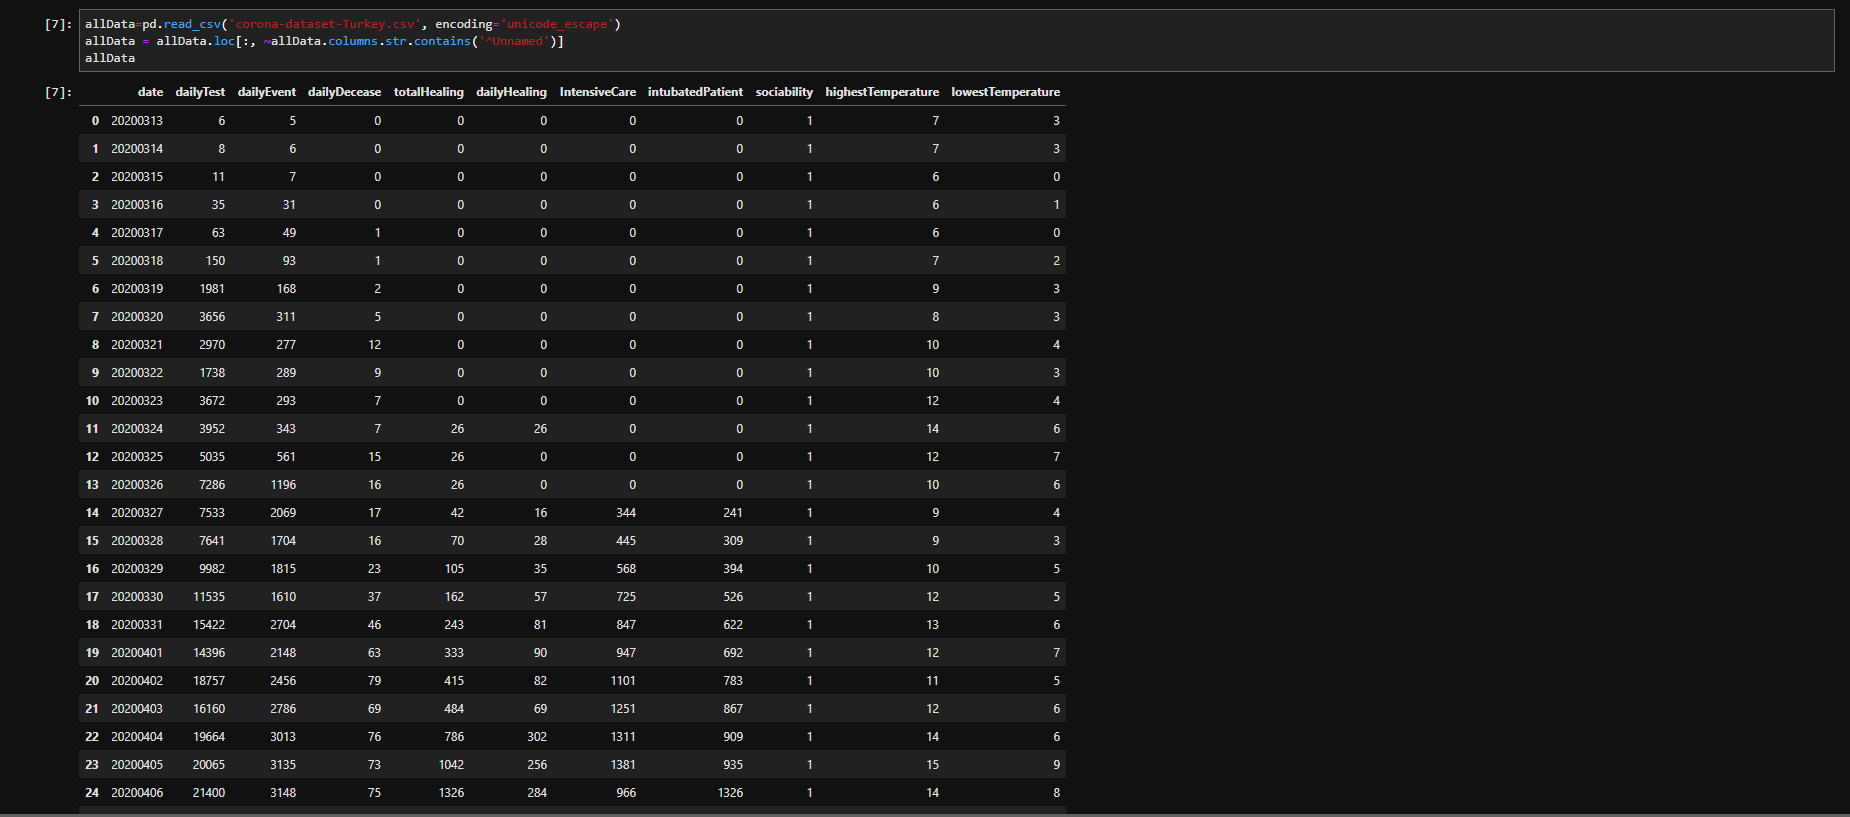 [7]: allData=pd.read_csv('corona-dataset-Turkey.csv', encoding='unicode_escape')
allData = allData.loc[:, ~allData.columns.str.contains('^Unnamed')]
allData
[7]: date dailyTest dailyEvent dailyDecease totalHealing dailyHealing IntensiveCare intubatedPatient sociability highestTemperature lowestTemperature
0 20200313 6 5 0 0 0 0 0 1 7 3
1 20200314 8 6 0 0 0 0 0 1 7 3
2 20200315 11 7 0 0 0 0 0 1 6 0
3 20200316 35 31 0 0 0 0 0 1 6 1
4 20200317 63 49 1 0 0 0 0 1 6 0
5 20200318 150 93 1 0 0 0 0 1 7 2
6 20200319 1981 168 2 0 0 0 0 1 9 3
7 20200320 3656 311 5 0 0 0 0 1 8 3
8 20200321 2970 277 12 0 0 0 0 1 10 4
9 20200322 1738 289 9 0 0 0 0 1 10 3
10 20200323 3672 293 7 0 0 0 0 1 12 4
11 20200324 3952 343 7 26 26 0 0 1 14 6
12 20200325 5035 561 15 26 0 0 0 1 12 7
13 20200326 7286 1196 16 26 0 0 0 1 10 6
14 20200327 7533 2069 17 42 16 344 241 1 9 4
15 20200328 7641 1704 16 70 28 445 309 1 9 3
16 20200329 9982 1815 23 105 35 568 394 1 10 5
17 20200330 11535 1610 37 162 57 725 526 1 12 5
18 20200331 15422 2704 46 243 81 847 622 1 13 6
19 20200401 14396 2148 63 333 90 947 692 1 12 7
20 20200402 18757 2456 79 415 82 1101 783 1 11 5
21 20200403 16160 2786 69 484 69 1251 867 1 12 6
22 20200404 19664 3013 76 786 302 1311 909 1 14 6
23 20200405 20065 3135 73 1042 256 1381 935 1 15 9
24 20200406 21400 3148 75 1326 284 966 1326 1 14 8